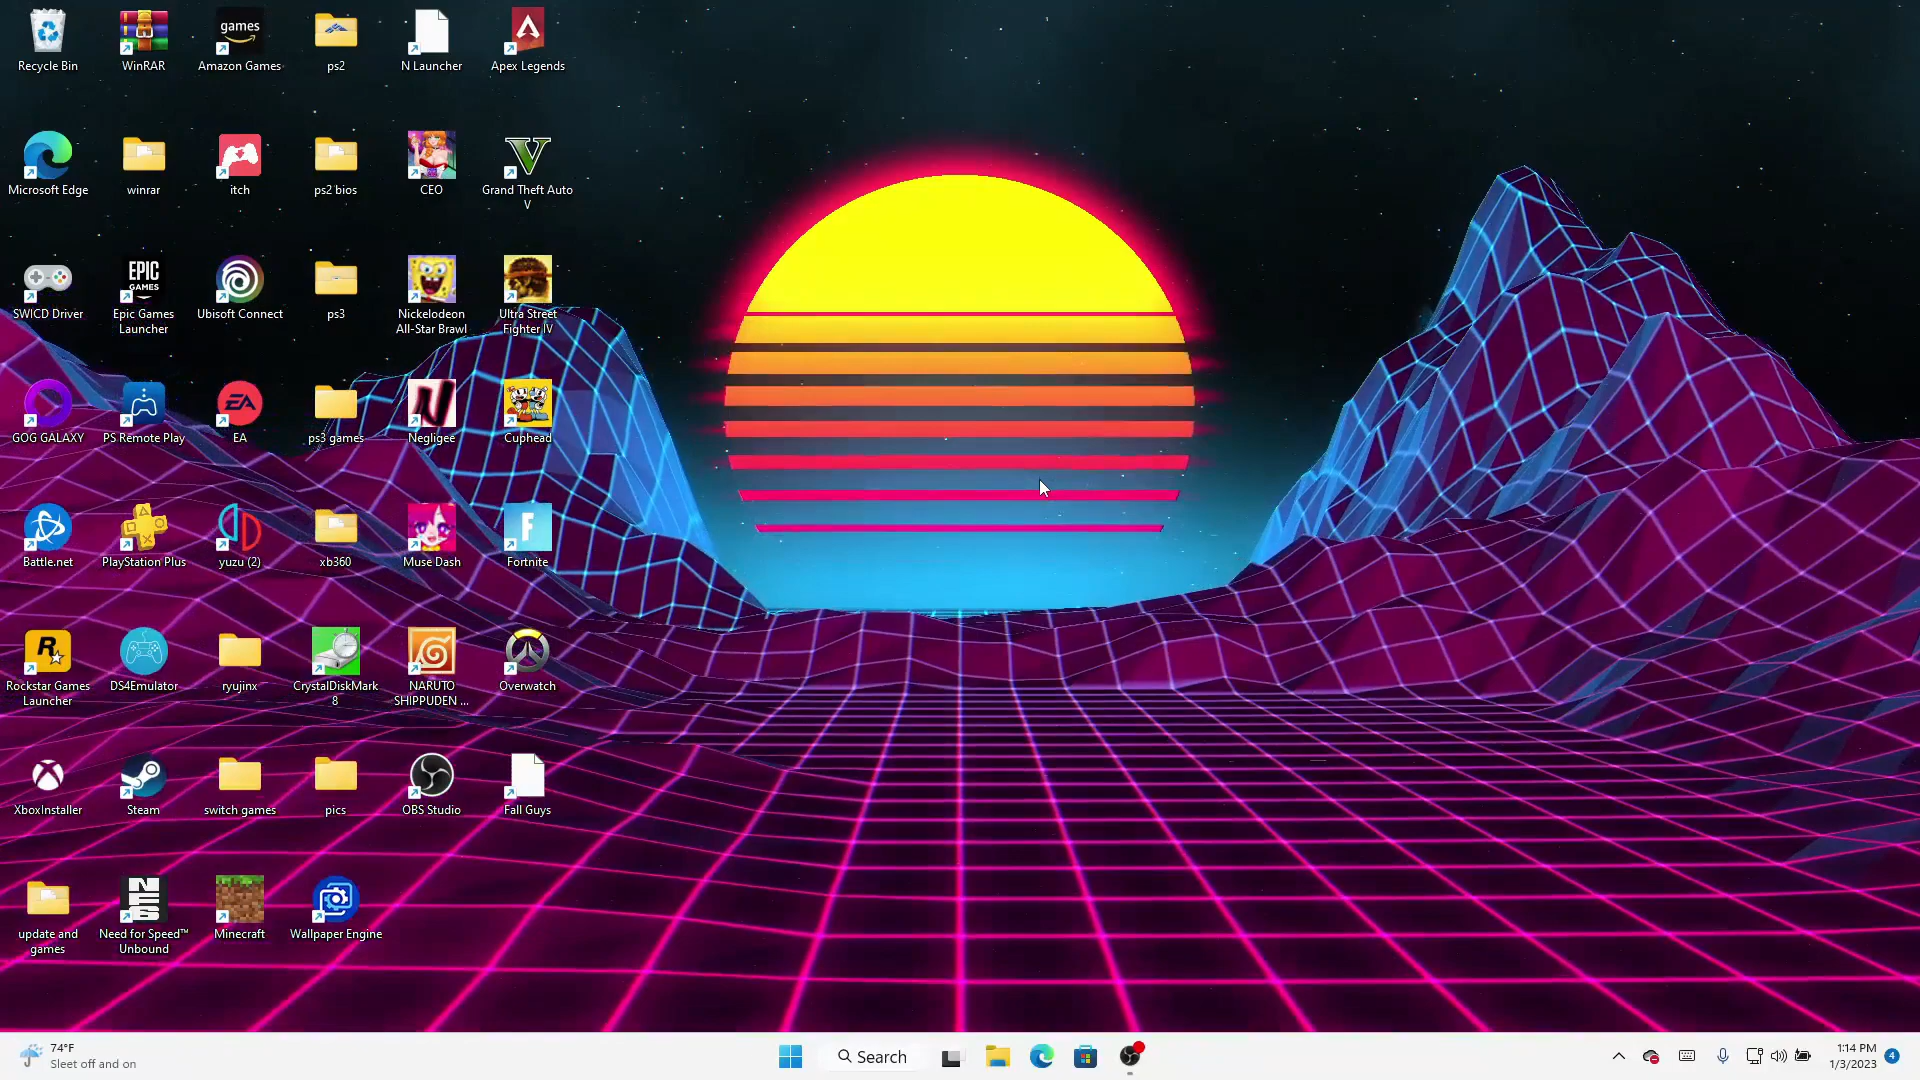 Recycle Bin
WinRAR
games
Amazon Games
ps2
N Launcher
Apex Legends
Microsoft Edge
winrar
itch
ps2 bios
CEO
Grand Theft Auto
V
SWICD Driver
EPIC
GAMES
Epic Games
Launcher
Ubisoft Connect
ps3
Nickelodeon
All-Star Brawl
Ultra Street
Fighter IV
GOG GALAXY
PS Remote Play
EA
EA
ps3 games
N
Negligee
Cuphead
Battle.net
PlayStation Plus
yuzu (2)
xb360
Muse Dash
F
Fortnite
R
Rockstar Games
Launcher
DS4Emulator
ryujinx
CrystalDiskMark
8
NARUTO
SHIPPUDEN ...
Overwatch
XboxInstaller
Steam
switch games
pics
OBS Studio
Fall Guys
update and
games
Need for Speed™
Unbound
Minecraft
Wallpaper Engine
74°F
Sleet off and on
Search
1:14 PM
1/3/2023
4